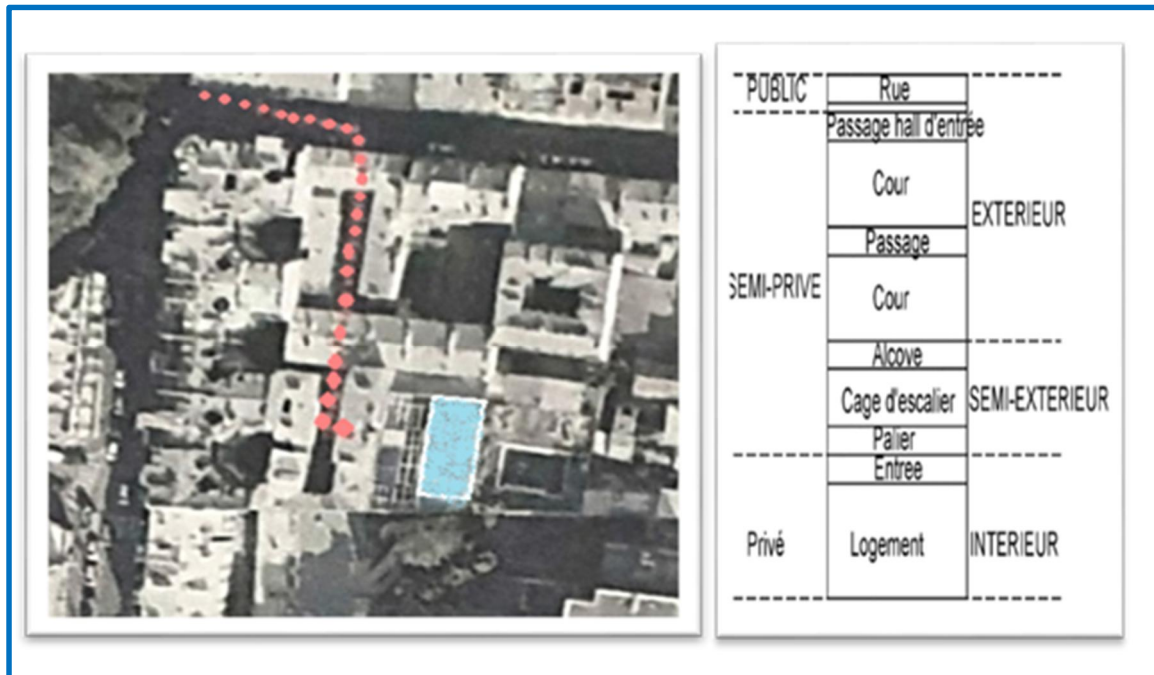 PUBLIC
Rue
Passage hall d'entrée
Cour
EXTERIEUR
Passage
SEMI-PRIVE
Cour
Alcove
Cage d'escalier
SEMI-EXTERIEUR
Palier
Entree
Privé
Logement
INTERIEUR